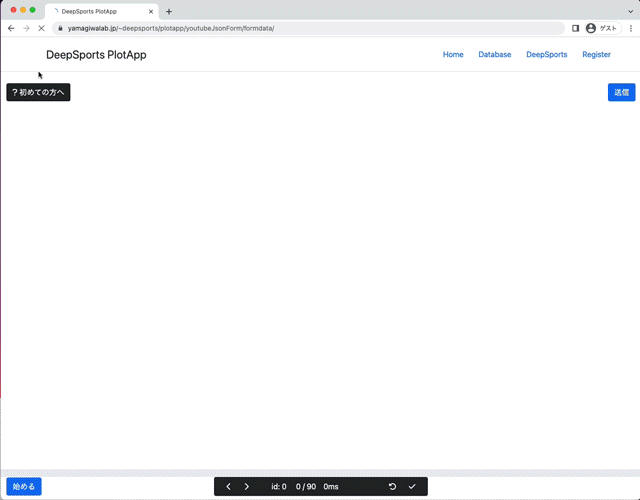 DeepSports PlotApp
yamagiwalab.jp/~deepsports/plotapp/youtubeJsonForm/formdata/
ゲスト
DeepSports PlotApp
Home
Database
DeepSports
Register
? 初めての方へ
送信
始める
id: 0
0 / 90
0ms